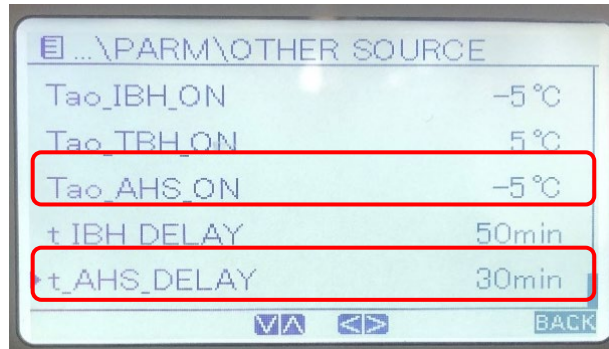 ...\PARM\OTHER SOURCE
Tao_IBH_ON -5℃
Tao_TBH_ON 5℃
Tao_AHS_ON -5℃
t_IBH_DELAY 50min
t_AHS_DELAY 30min
BACK